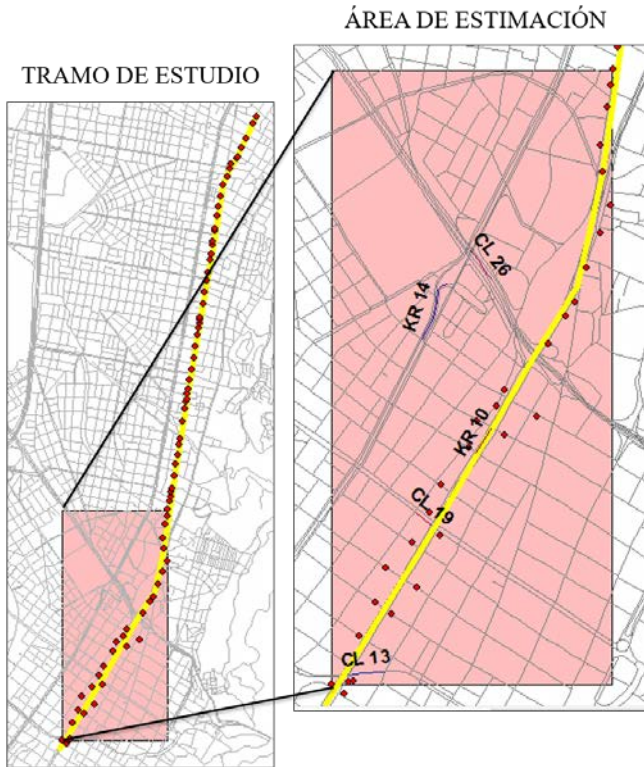 ÁREA DE ESTIMACIÓN
TRAMO DE ESTUDIO
CL 26
KR 14
KR 10
CL 19
CL 13